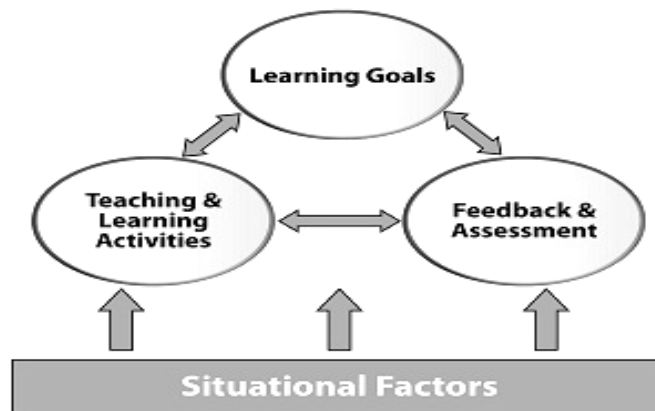 Learning Goals
Teaching &
Learning
Activities
Feedback &
Assessment
Situational Factors